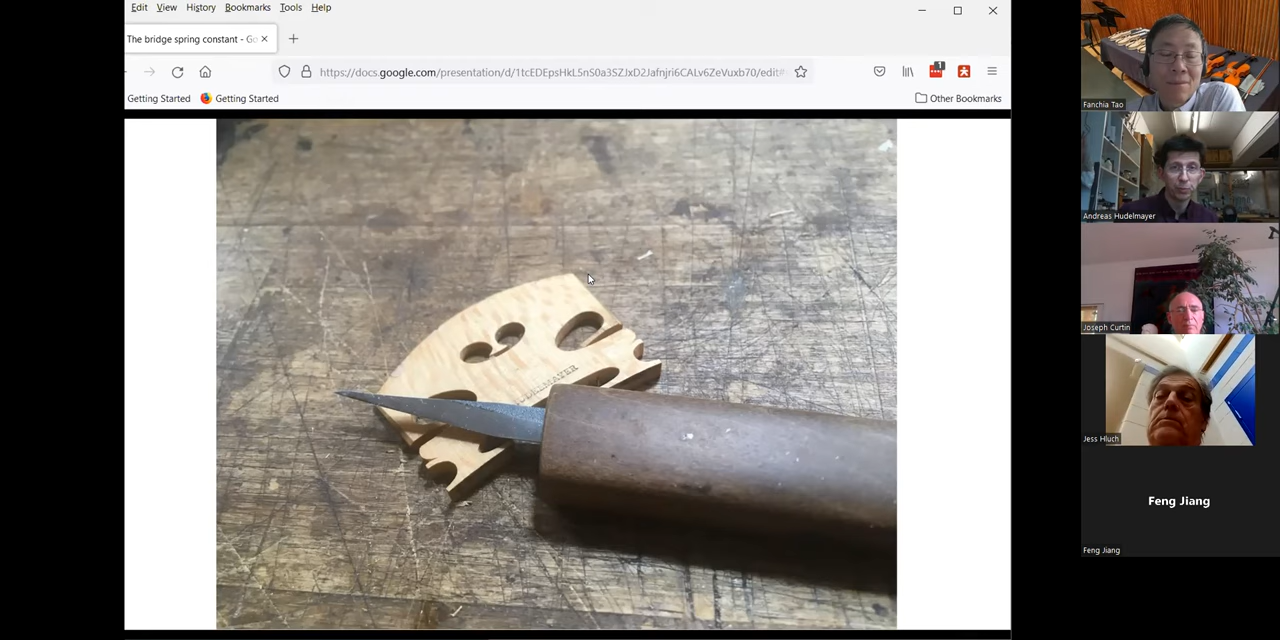 Edit View History Bookmarks Tools Help
The bridge spring constant - Go
https://docs.google.com/presentation/d/1tcEDEpsHkL5nS0a3SZJxD2Jafnjri6CALv6ZeVuxb70/edit#
1
Getting Started
Getting Started
Other Bookmarks
Fanchia Tao
Andreas Hudelmayer
Joseph Curtin
Jess Hluch
Feng Jiang
Feng Jiang